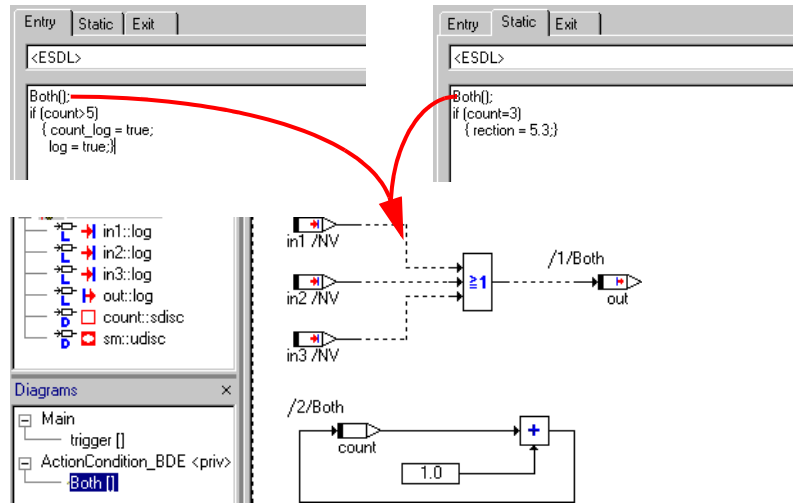 Entry Static Exit
<ESDL>
Both();
if (count>5)
{ count_log = true;
log = true;}
Entry Static Exit
<ESDL>
Both();
if (count=3)
{ rection = 5.3;}
in1::log
in2::log
in3::log
out::log
count::sdisc
sm::udisc
Diagrams ×
Main
trigger []
ActionCondition_BDE <priv>
Both []
in1 /NV
in2 /NV
in3 /NV
≥1
/1/Both
out
/2/Both
count
+
1.0